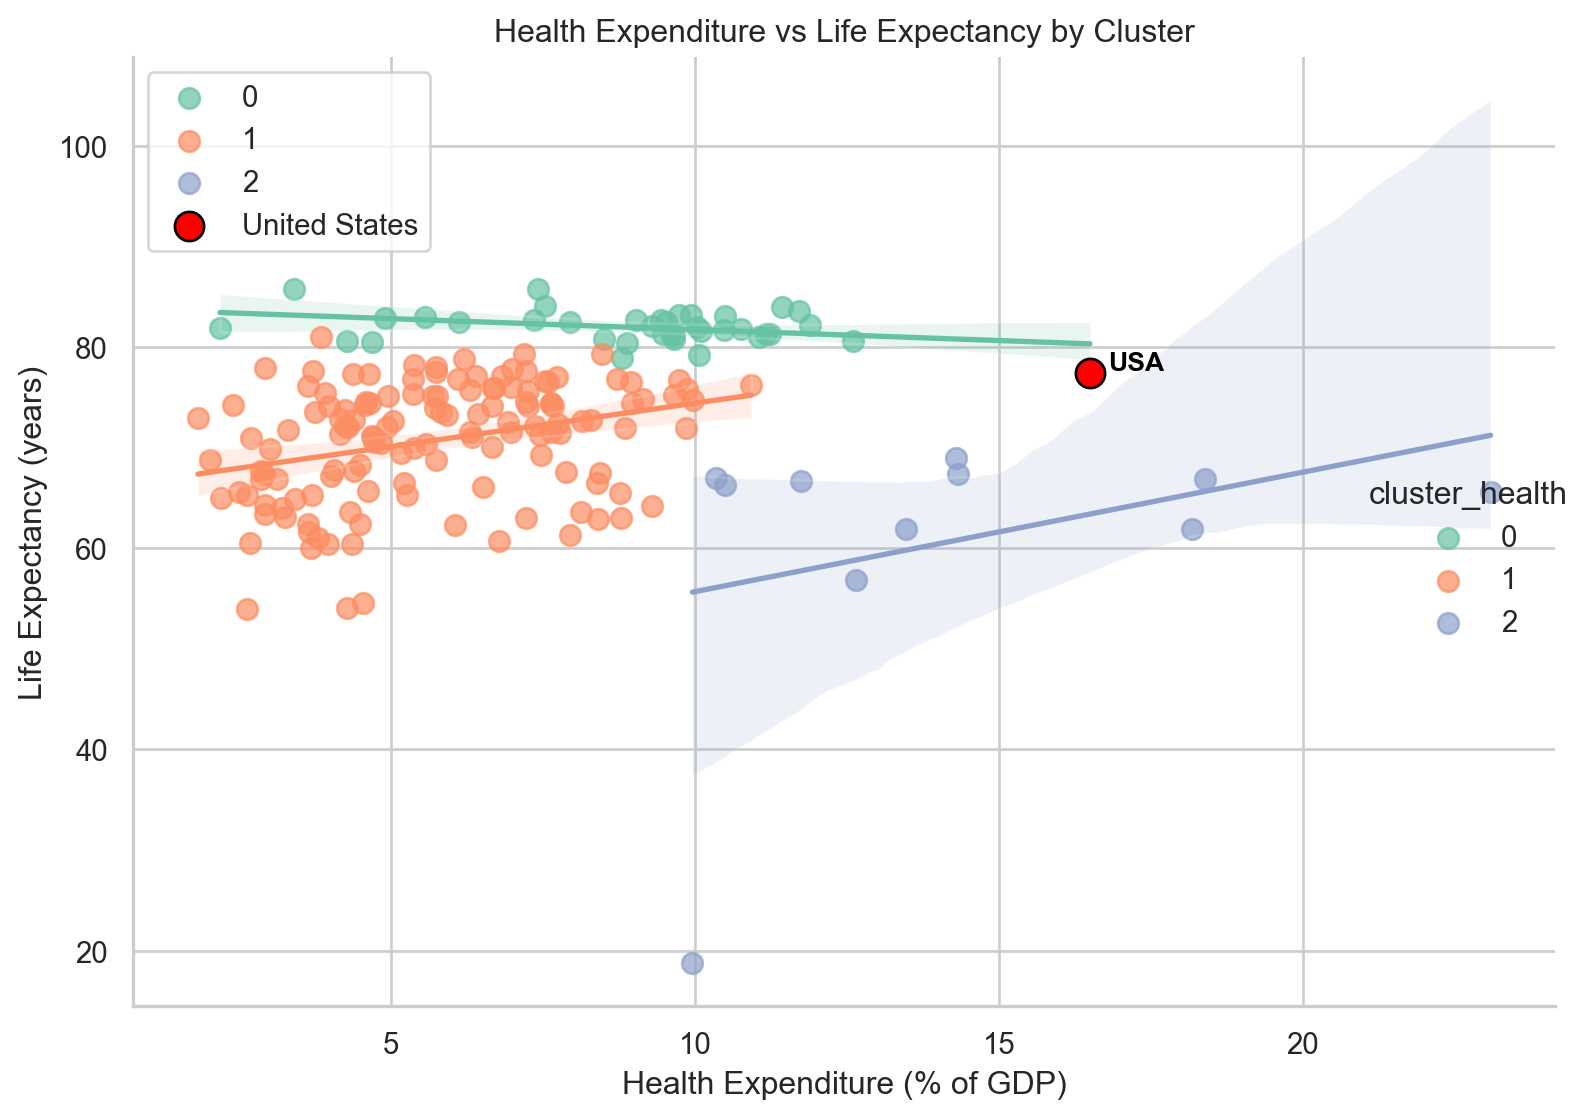 Health Expenditure vs Life Expectancy by Cluster
0
1
2
United States
100
80
60
40
20
Life Expectancy (years)
USA
cluster_health
0
1
2
5
10
15
20
Health Expenditure (% of GDP)